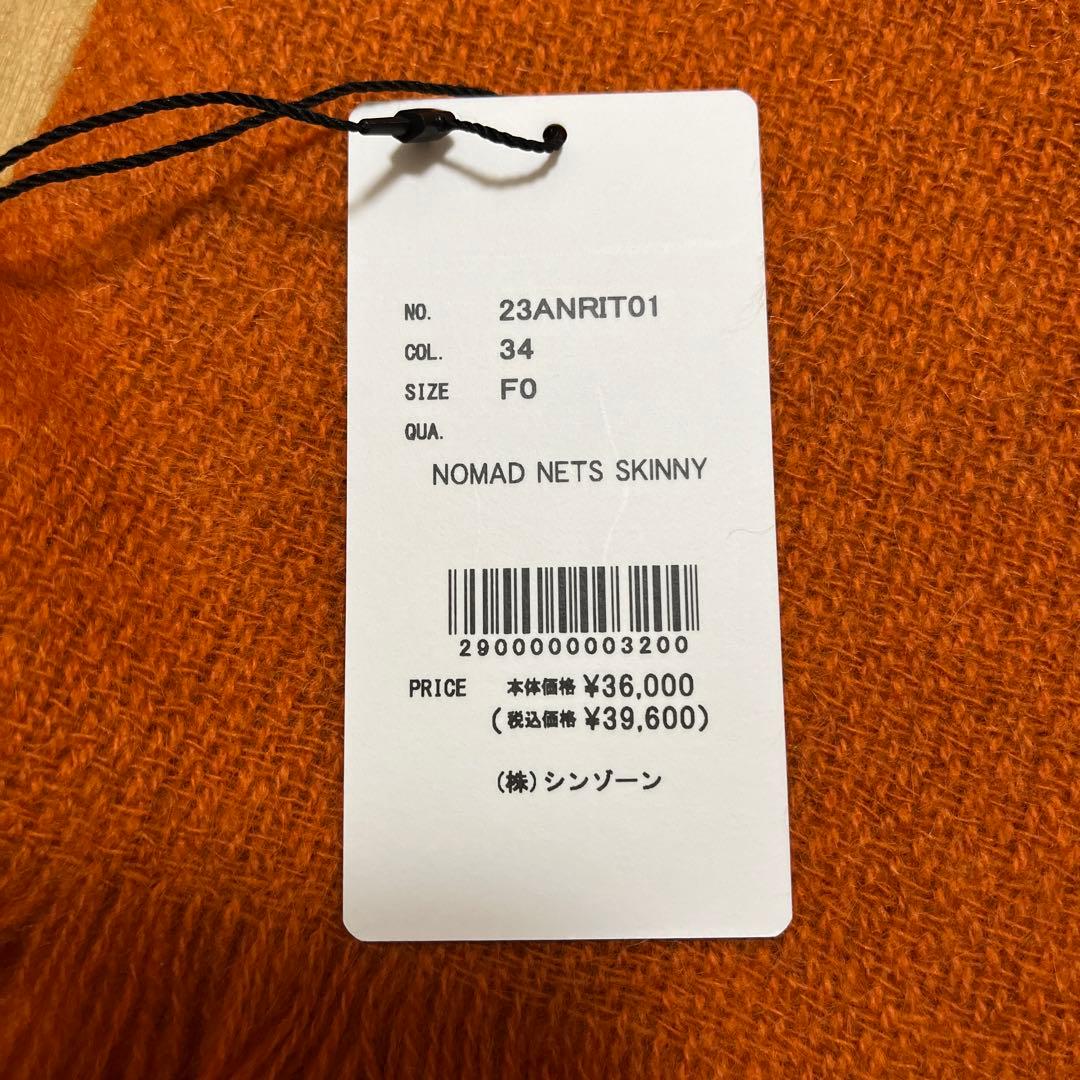 NO. 23ANRIT01
COL. 34
SIZE F0
QUA.
NOMAD NETS SKINNY
2900000003200
PRICE 本体価格 ¥36,000
(税込価格 ¥39,600)
(株)シンゾーン